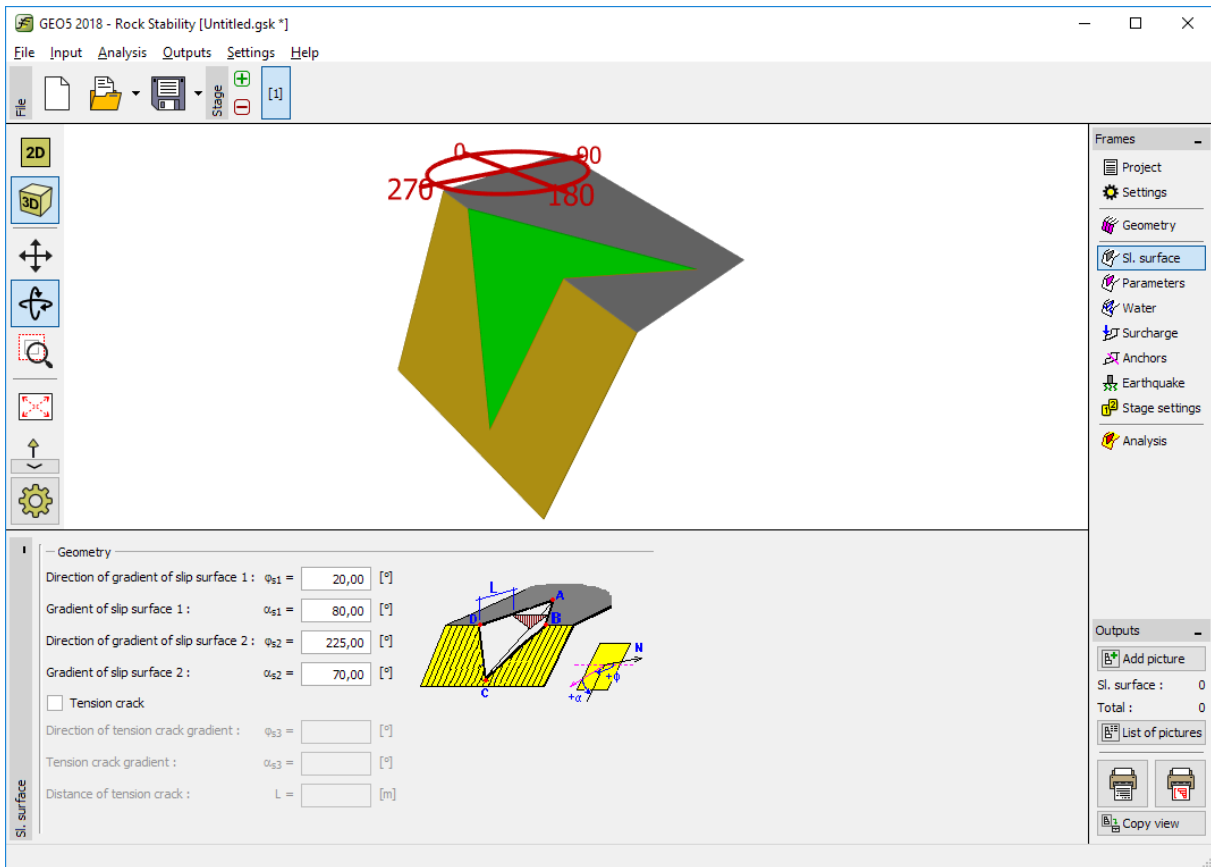 GEO5 2018 - Rock Stability [Untitled.gsk *]
File Input Analysis Outputs Settings Help
File
Stage
[1]
2D
3D
0
90
270
180
Frames
Project
Settings
Geometry
Sl. surface
Parameters
Water
Surcharge
Anchors
Earthquake
Stage settings
Analysis
Outputs
Add picture
Sl. surface : 0
Total : 0
List of pictures
Copy view
Sl. surface
Geometry
Direction of gradient of slip surface 1 : φs1 = 20,00 [°]
Gradient of slip surface 1 : αs1 = 80,00 [°]
Direction of gradient of slip surface 2 : φs2 = 225,00 [°]
Gradient of slip surface 2 : αs2 = 70,00 [°]
Tension crack
Direction of tension crack gradient : φs3 = [°]
Tension crack gradient : αs3 = [°]
Distance of tension crack : L = [m]
L
A
D
B
C
N
+ϕ
+α